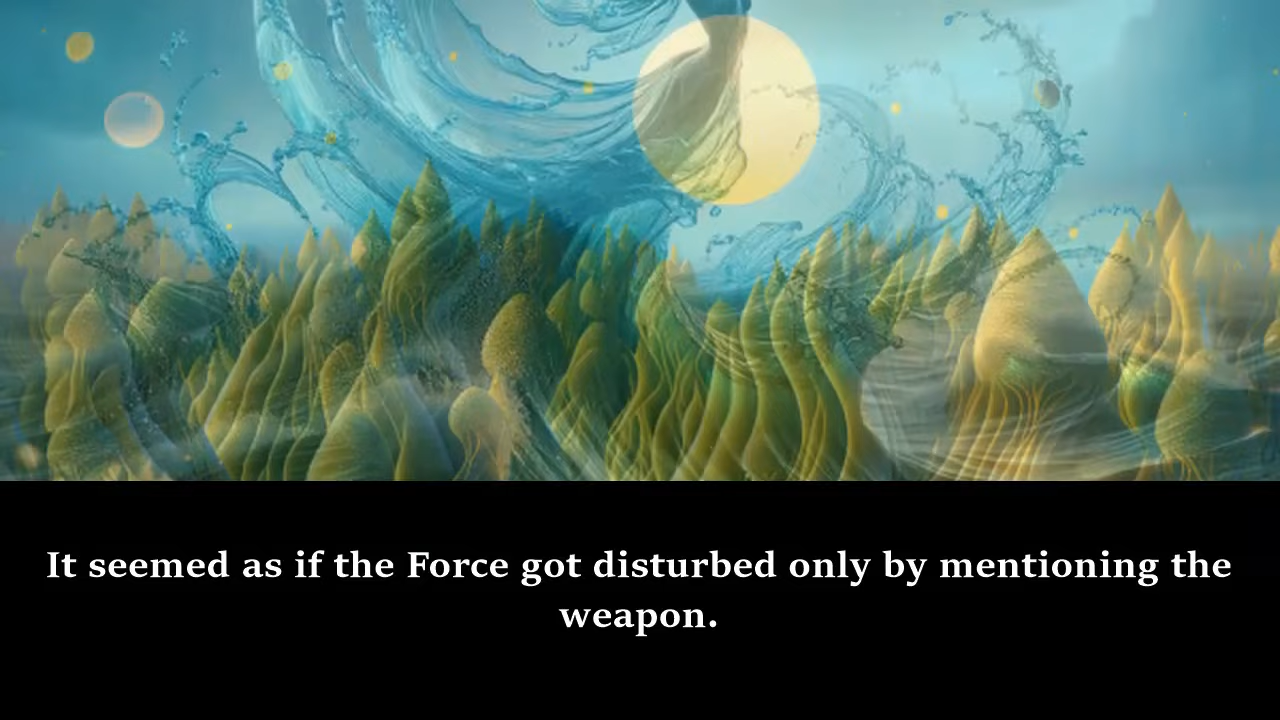 It seemed as if the Force got disturbed only by mentioning the
weapon.